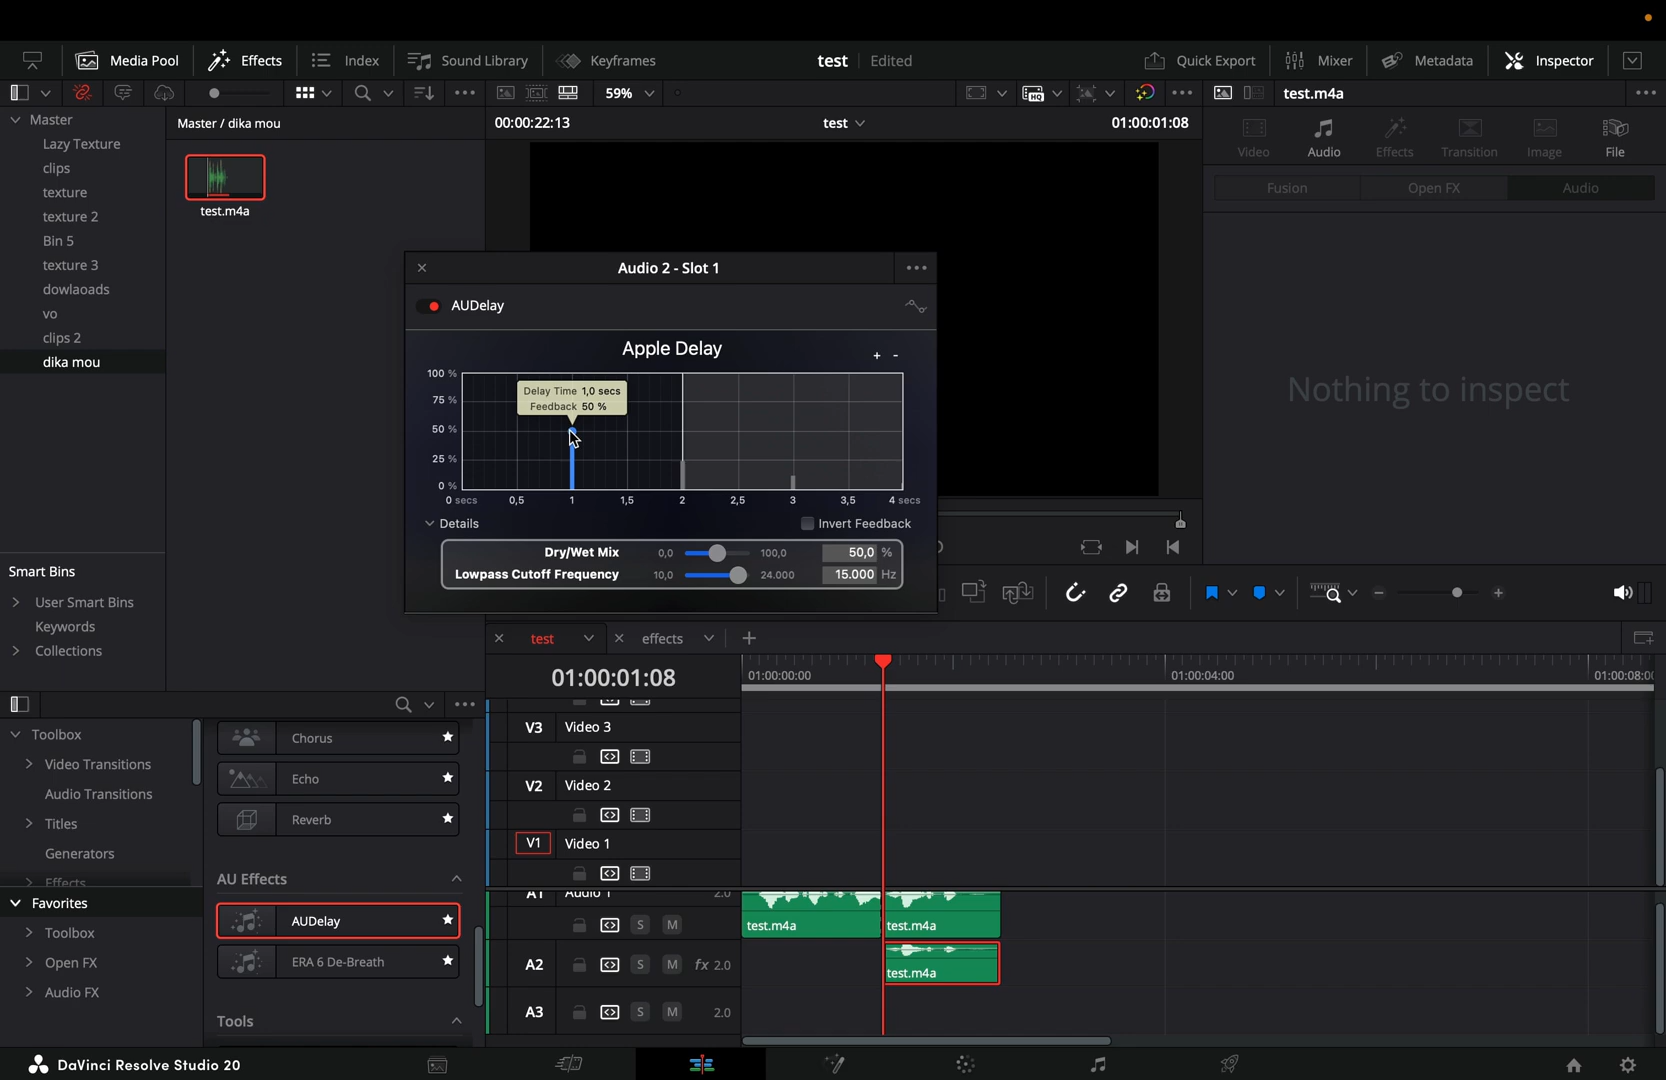 Media Pool
Effects
Index
Sound Library
Keyframes
test
Edited
Quick Export
Mixer
Metadata
Inspector
59%
HQ
test.m4a
Master
Master / dika mou
00:00:22:13
test
01:00:01:08
Lazy Texture
clips
texture
texture 2
Bin 5
texture 3
dowlaoads
vo
clips 2
dika mou
test.m4a
Video
Audio
Effects
Transition
Image
File
Fusion
Open FX
Audio
Nothing to inspect
Audio 2 - Slot 1
AUDelay
Apple Delay
+ -
100 %
75 %
50 %
25 %
0 %
Delay Time 1,0 secs
Feedback 50 %
0 secs
0,5
1
1,5
2
2,5
3
3,5
4 secs
Details
Invert Feedback
Dry/Wet Mix
0,0
100,0
50,0 %
Lowpass Cutoff Frequency
10,0
24.000
15.000 Hz
Smart Bins
User Smart Bins
Keywords
Collections
test
effects
01:00:01:08
01:00:00:00
01:00:04:00
01:00:08:00
Toolbox
Video Transitions
Audio Transitions
Titles
Generators
Effects
Favorites
Toolbox
Open FX
Audio FX
Chorus
Echo
Reverb
AU Effects
AUDelay
ERA 6 De-Breath
Tools
V3 Video 3
V2 Video 2
V1 Video 1
A1 Audio 1 2.0
S M
test.m4a
test.m4a
A2 S M fx 2.0
test.m4a
A3 S M 2.0
DaVinci Resolve Studio 20